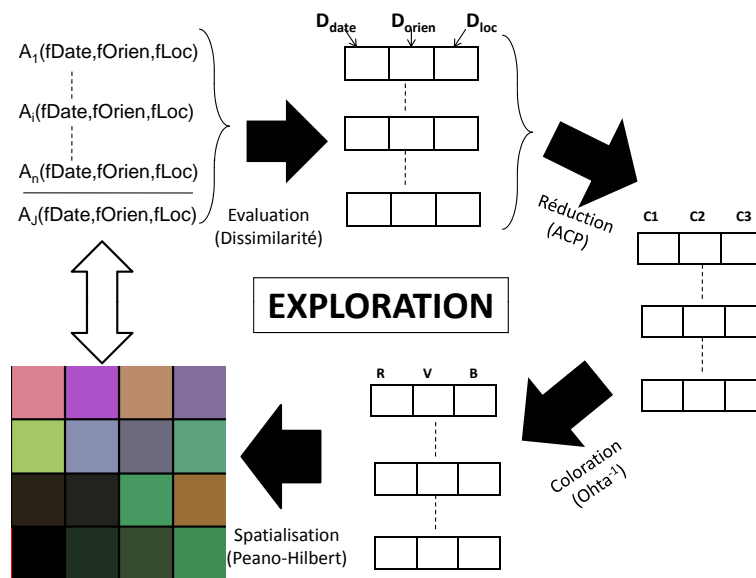 A1(fDate,fOrien,fLoc)
Ai(fDate,fOrien,fLoc)
An(fDate,fOrien,fLoc)
AJ(fDate,fOrien,fLoc)
Ddate Dorien Dloc
Evaluation
(Dissimilarité)
Réduction
(ACP)
C1 C2 C3
EXPLORATION
R V B
Coloration
(Ohta-1)
Spatialisation
(Peano-Hilbert)